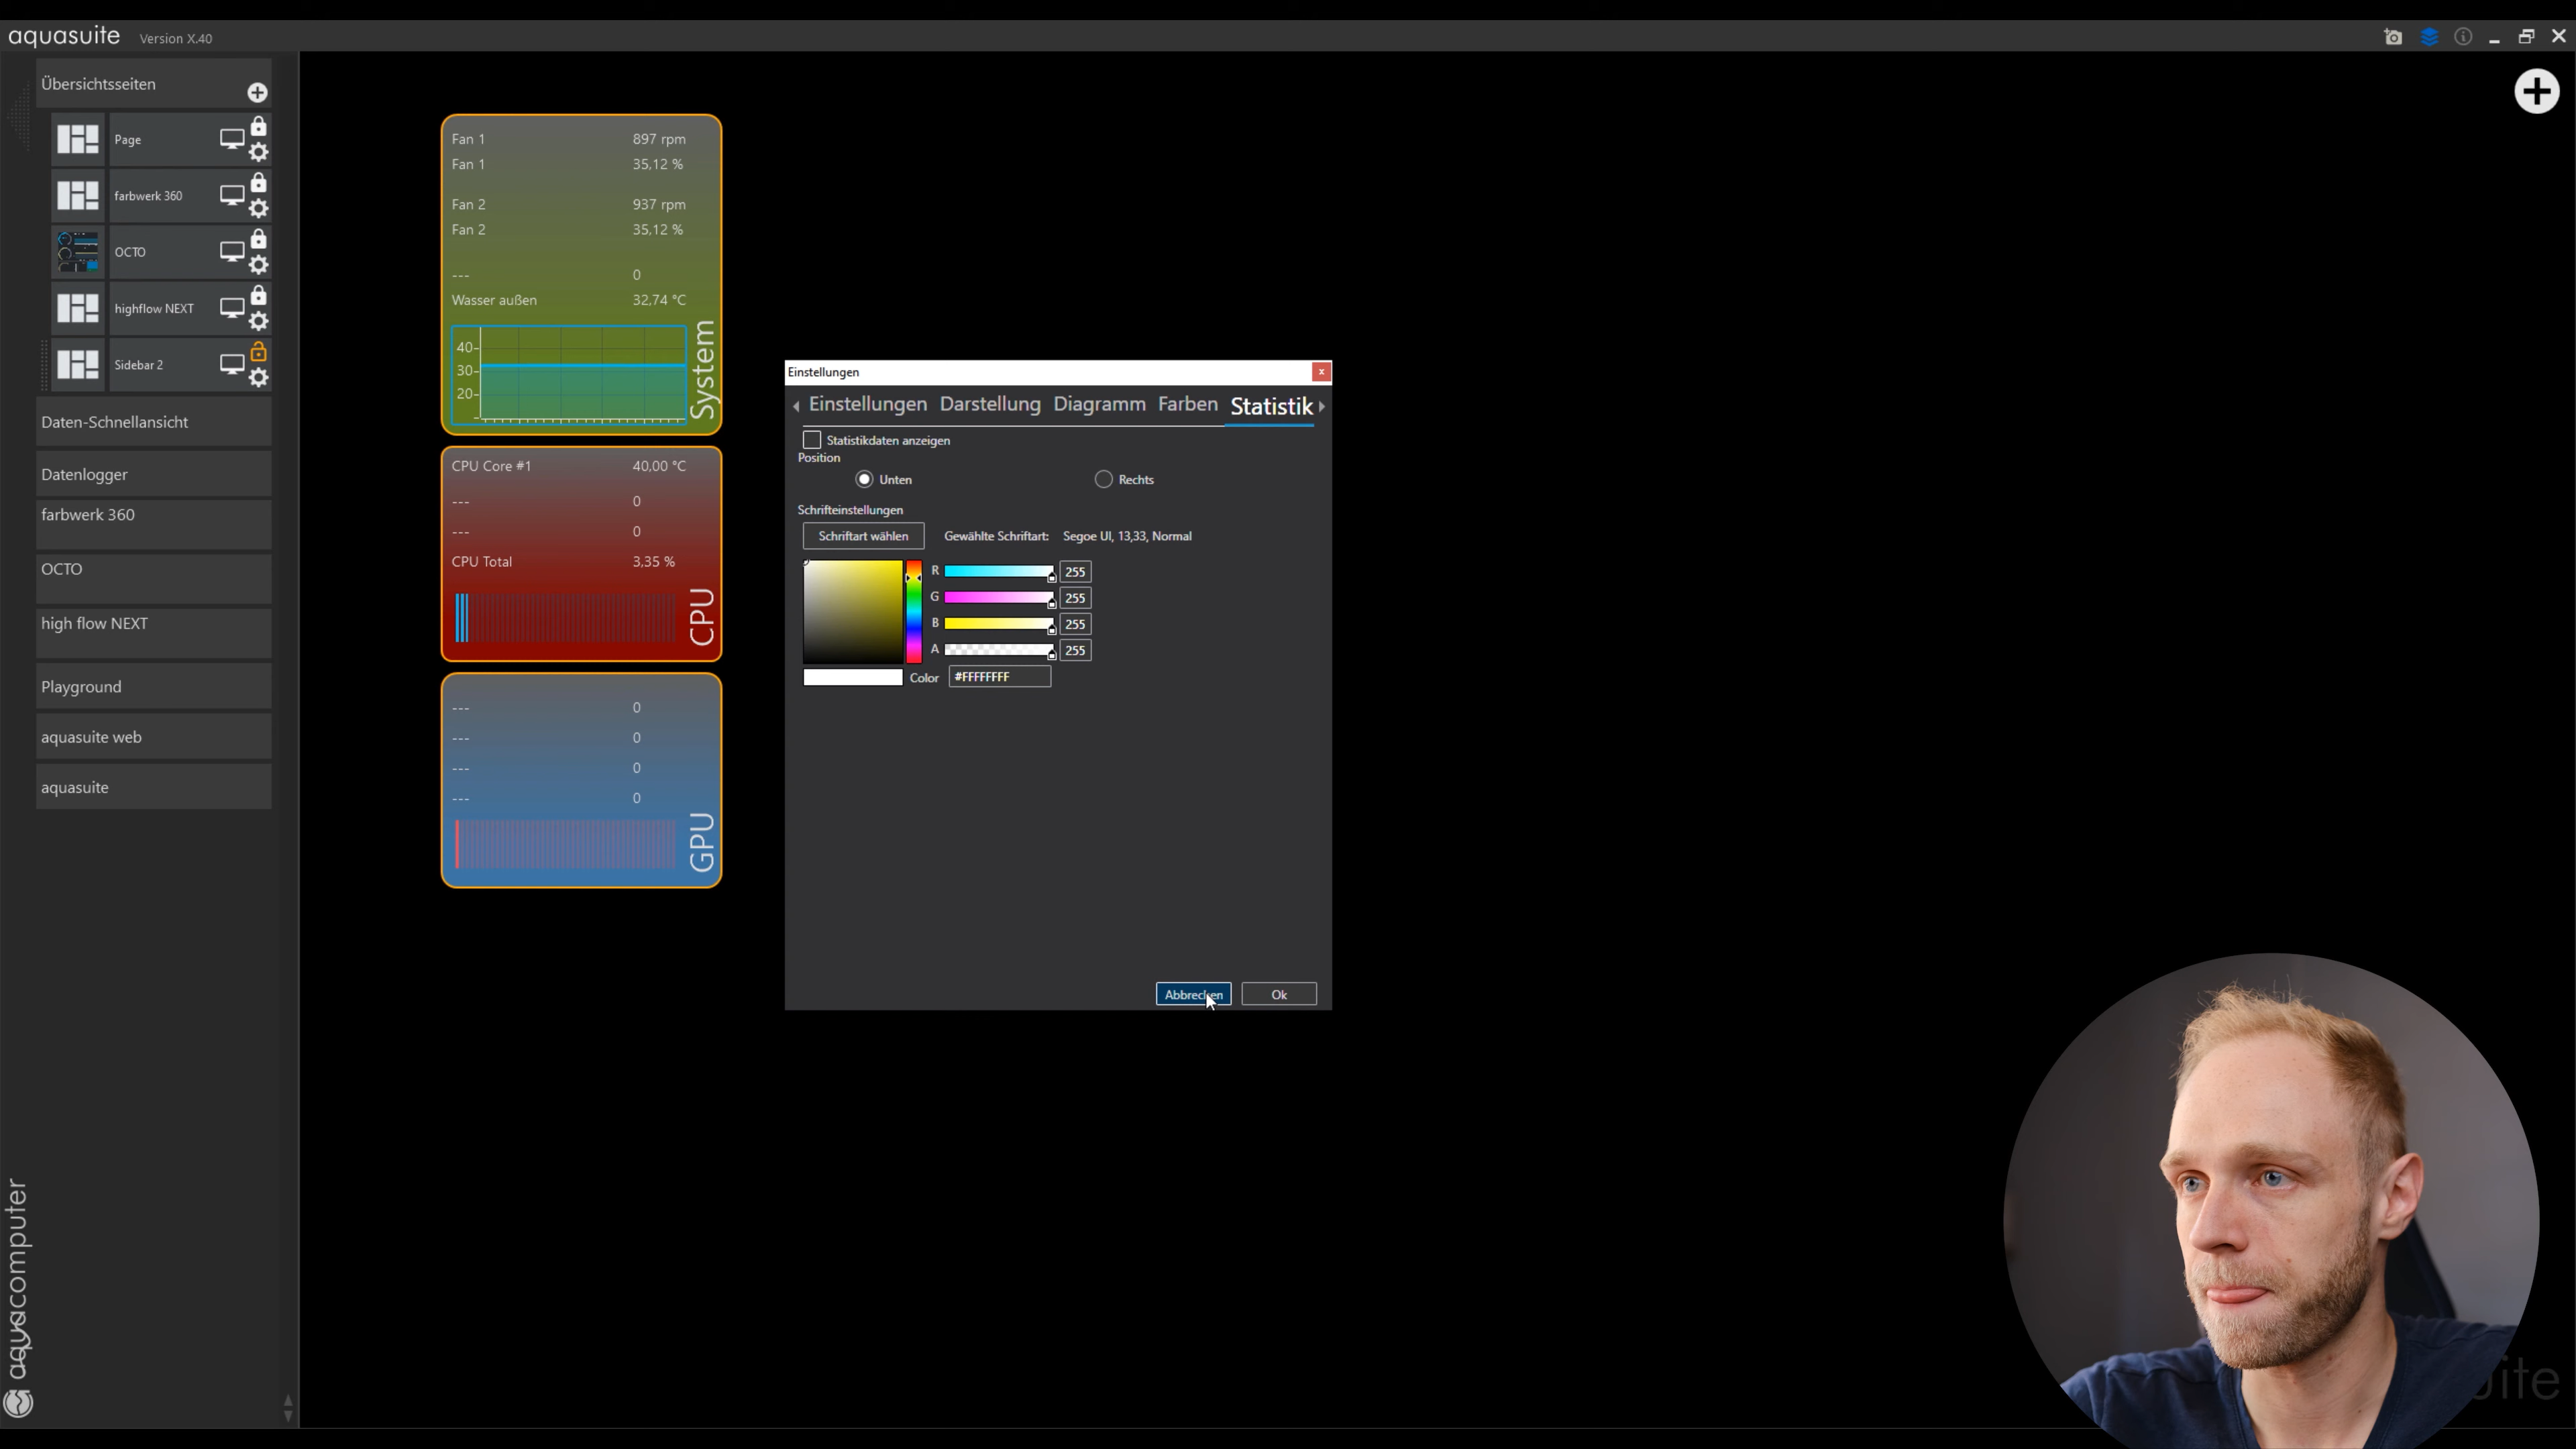 aquasuite Version X.40
Übersichtsseiten
Page
farbwerk 360
OCTO
highflow NEXT
Sidebar 2
Daten-Schnellansicht
Datenlogger
farbwerk 360
OCTO
high flow NEXT
Playground
aquasuite web
aquasuite
aquacomputer
Fan 1 897 rpm
Fan 1 35,12 %
Fan 2 937 rpm
Fan 2 35,12 %
--- 0
Wasser außen 32,74 °C
40
30
20
System
CPU Core #1 40,00 °C
--- 0
--- 0
CPU Total 3,35 %
CPU
--- 0
--- 0
--- 0
--- 0
GPU
Einstellungen x
Einstellungen Darstellung Diagramm Farben Statistik
Statistikdaten anzeigen
Position
Unten Rechts
Schrifteinstellungen
Schriftart wählen Gewählte Schriftart: Segoe UI, 13,33, Normal
R 255
G 255
B 255
A 255
Color #FFFFFFFF
Abbrechen Ok